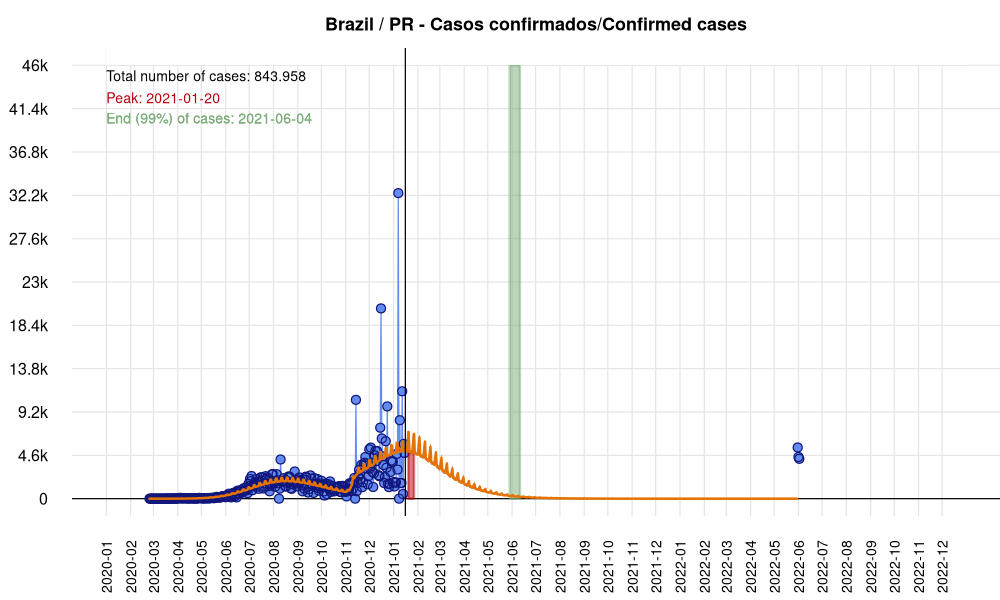 Brazil / PR - Casos confirmados/Confirmed cases
Total number of cases: 843.958
Peak: 2021-01-20
End (99%) of cases: 2021-06-04
46k
41.4k
36.8k
32.2k
27.6k
23k
18.4k
13.8k
9.2k
4.6k
0
2020-01
2020-02
2020-03
2020-04
2020-05
2020-06
2020-07
2020-08
2020-09
2020-10
2020-11
2020-12
2021-01
2021-02
2021-03
2021-04
2021-05
2021-06
2021-07
2021-08
2021-09
2021-10
2021-11
2021-12
2022-01
2022-02
2022-03
2022-04
2022-05
2022-06
2022-07
2022-08
2022-09
2022-10
2022-11
2022-12